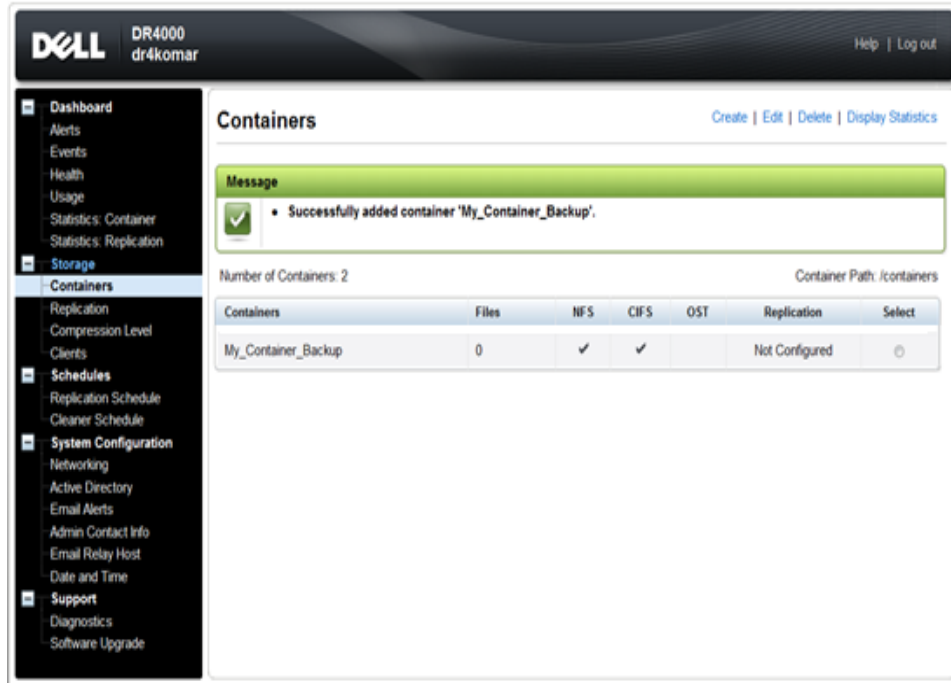 DELL
DR4000
dr4komar
Help | Log out
Dashboard
Alerts
Events
Health
Usage
Statistics: Container
Statistics: Replication
Storage
Containers
Replication
Compression Level
Clients
Schedules
Replication Schedule
Cleaner Schedule
System Configuration
Networking
Active Directory
Email Alerts
Admin Contact Info
Email Relay Host
Date and Time
Support
Diagnostics
Software Upgrade
Containers
Create | Edit | Delete | Display Statistics
Message
• Successfully added container 'My_Container_Backup'.
Number of Containers: 2 Container Path: /containers
Containers Files NFS CIFS OST Replication Select
My_Container_Backup 0 ✔ ✔ Not Configured